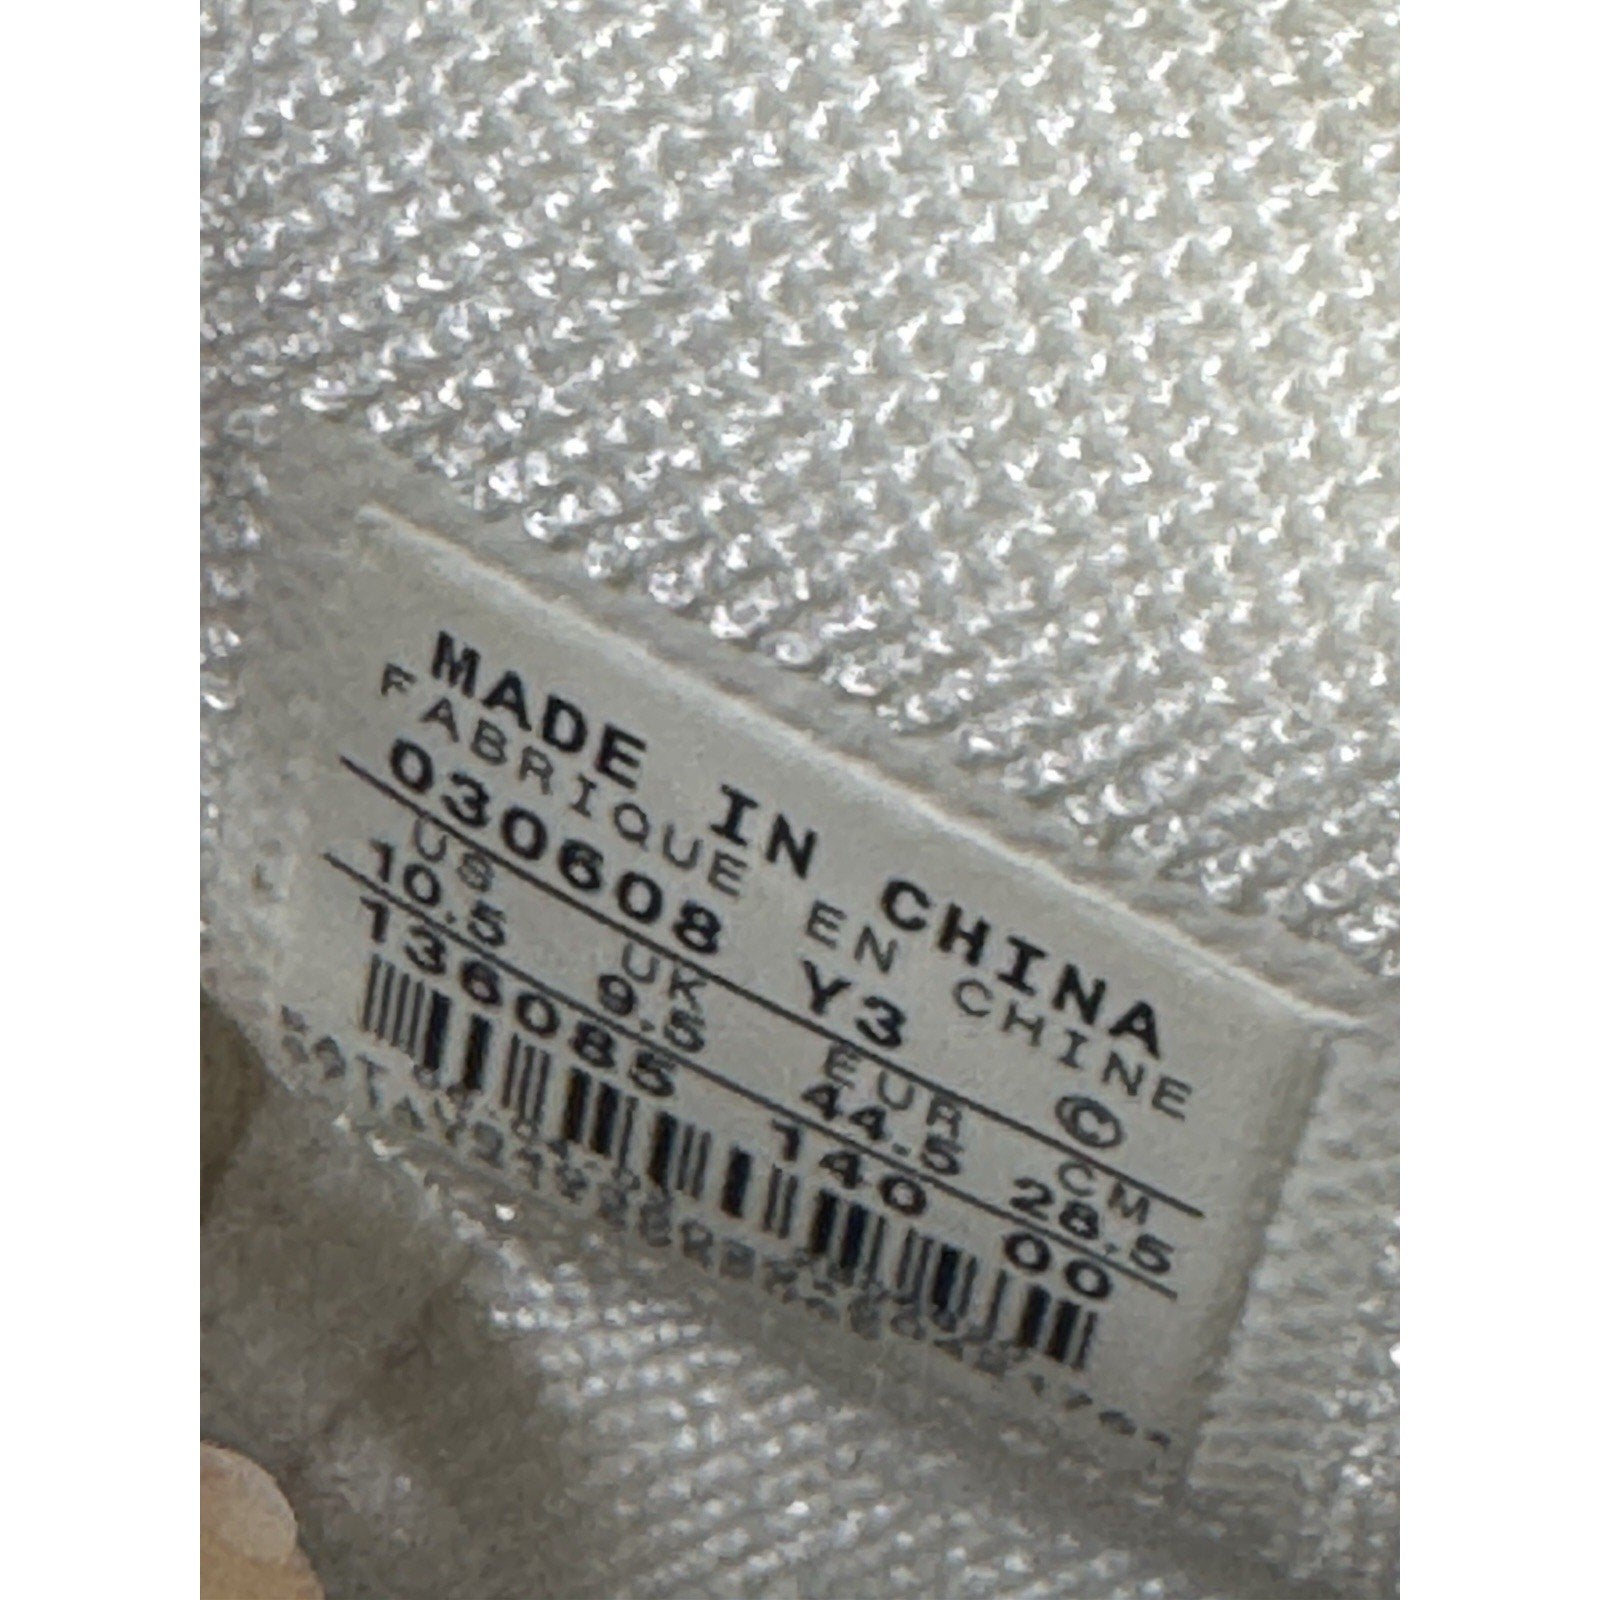 MADE IN CHINA
FABRIQUE EN CHINE
030608 Y3 ©
US UK EUR CM
10.5 9.5 44.5 28.5
136085 140 00